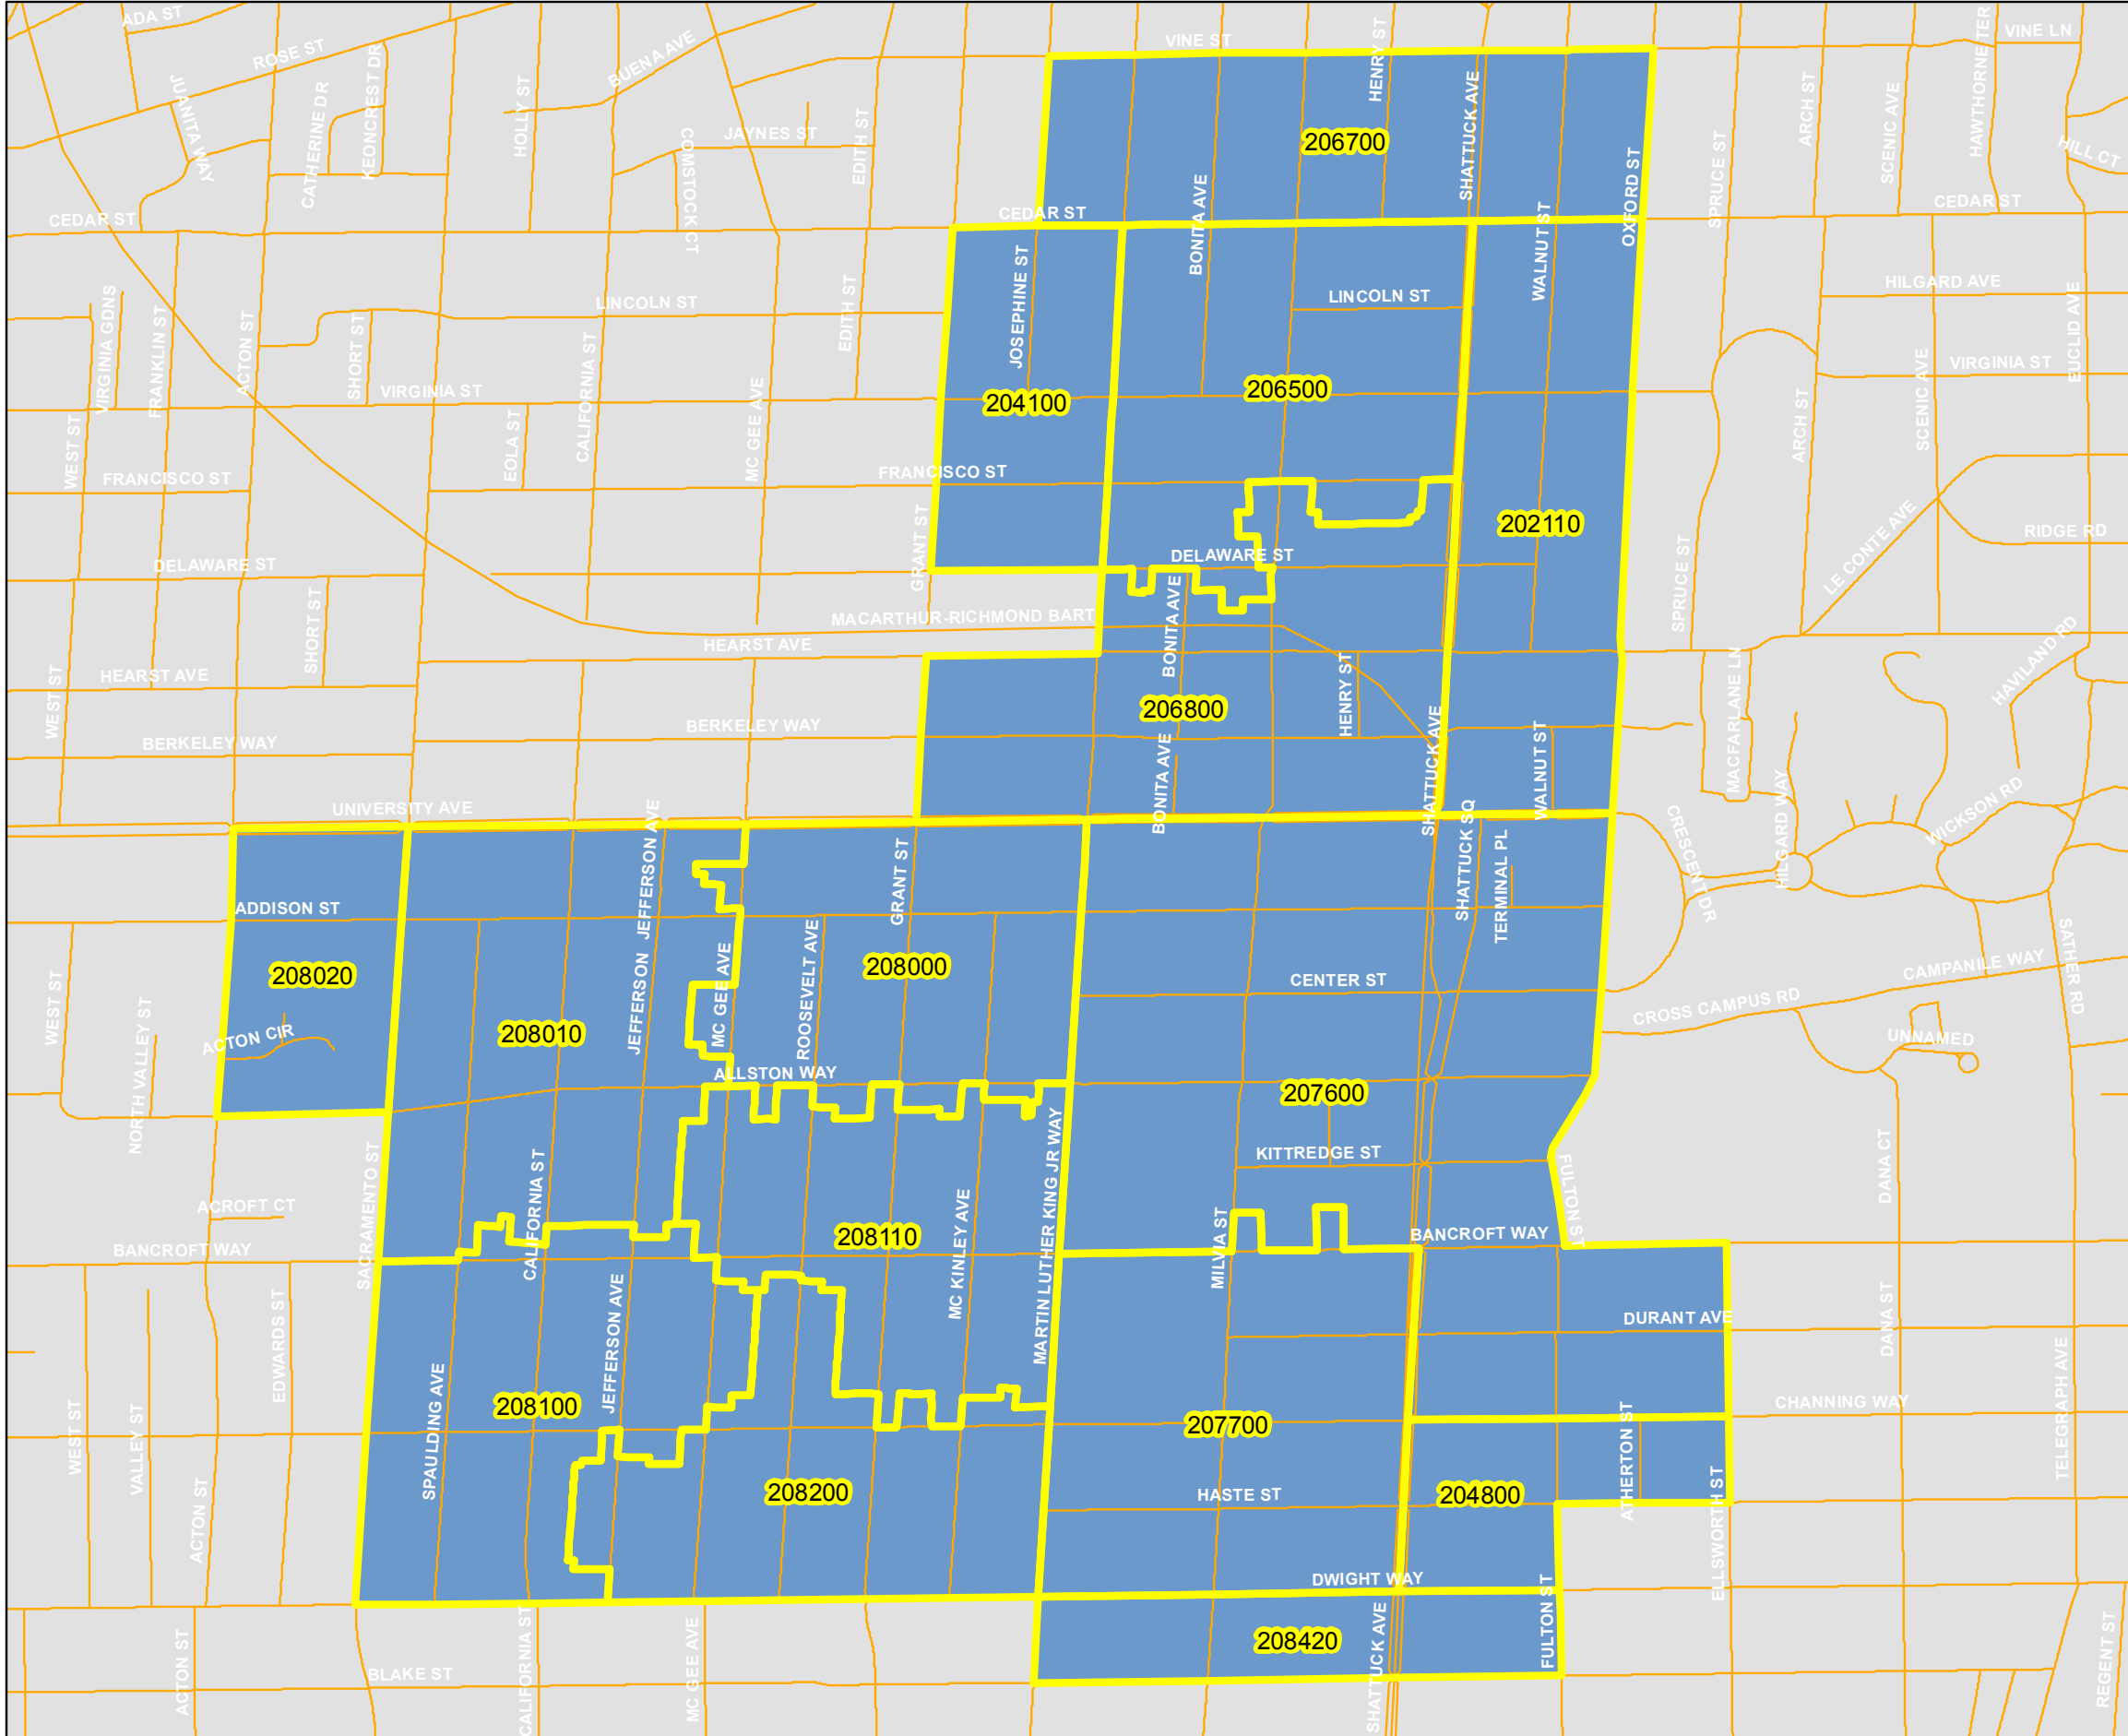 ADA ST
VINE ST
VINE LN
ROSE ST
BUENA AVE
HENRY ST
HAWTHORNE TER
JUANITA WAY
CATHERINE DR
KEONCREST DR
HOLLY ST
COMSTOCK CT
JAYNES ST
EDITH ST
206700
SHATTUCK AVE
ARCH ST
SCENIC AVE
HILL CT
SPRUCE ST
OXFORD ST
BONITA AVE
WALNUT ST
CEDAR ST
CEDAR ST
CEDAR ST
JOSEPHINE ST
LINCOLN ST
LINCOLN ST
HILGARD AVE
EUCLID AVE
VIRGINIA GDNS
FRANKLIN ST
ACTON ST
SHORT ST
CALIFORNIA ST
EDITH ST
VIRGINIA ST
VIRGINIA ST
204100
206500
WEST ST
EOLA ST
MC GEE AVE
ARCH ST
SCENIC AVE
FRANCISCO ST
FRANCISCO ST
GRANT ST
202110
LE CONTE AVE
RIDGE RD
DELAWARE ST
DELAWARE ST
SHORT ST
BONITA AVE
SPRUCE ST
MACARTHUR-RICHMOND BART
HEARST AVE
HEARST AVE
WEST ST
HENRY ST
MACFARLANE LN
HAVILAND RD
206800
BERKELEY WAY
BERKELEY WAY
BONITA AVE
SHATTUCK AVE
WALNUT ST
HILGARD WAY
WICKSON RD
UNIVERSITY AVE
JEFFERSON AVE
SHATTUCK SQ
TERMINAL PL
CRESCENT DR
GRANT ST
ADDISON ST
208020
208000
MC GEE AVE
ROOSEVELT AVE
JEFFERSON
CENTER ST
CAMPANILE WAY
SATHER RD
CROSS CAMPUS RD
WEST ST
NORTH VALLEY ST
ACTON CIR
208010
UNNAMED
ALLSTON WAY
207600
KITTREDGE ST
FULTON ST
DANA CT
SACRAMENTO ST
CALIFORNIA ST
MARTIN LUTHER KING JR WAY
ACROFT CT
MC KINLEY AVE
MILVIA ST
BANCROFT WAY
BANCROFT WAY
208110
EDWARDS ST
JEFFERSON AVE
DURANT AVE
DANA ST
SPAULDING AVE
208100
207700
CHANNING WAY
WEST ST
VALLEY ST
ACTON ST
ATHERTON ST
TELEGRAPH AVE
208200
HASTE ST
204800
ELLSWORTH ST
DWIGHT WAY
FULTON ST
ACTON ST
CALIFORNIA ST
MC GEE AVE
208420
SHATTUCK AVE
BLAKE ST
REGENT ST